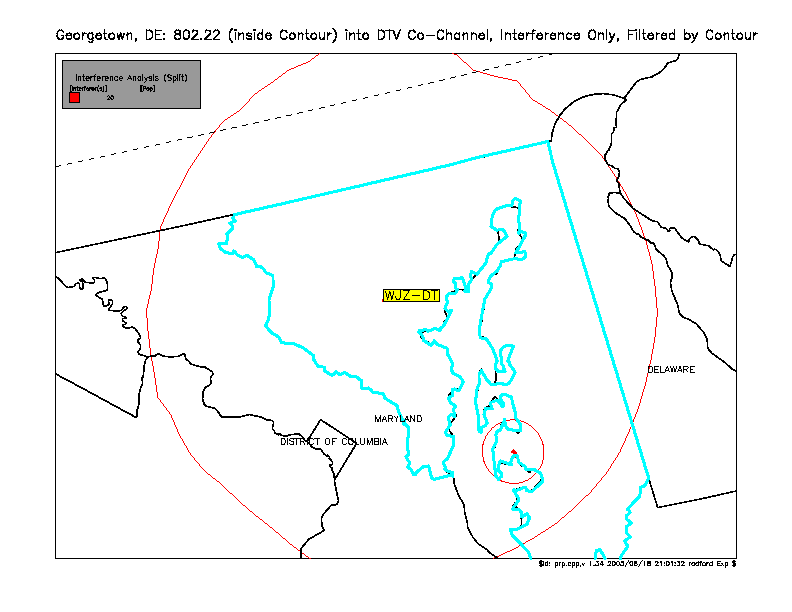 Georgetown, DE: 802.22 (inside Contour) into DTV Co-Channel, Interference Only, Filtered by Contour
Interference Analysis (Split)
[Interferer(s)] [Pop]
20
WJZ-DT
DELAWARE
MARYLAND
DISTRICT OF COLUMBIA
$Id: prp.cpp,v 1.34 2005/08/18 21:01:32 radford Exp $